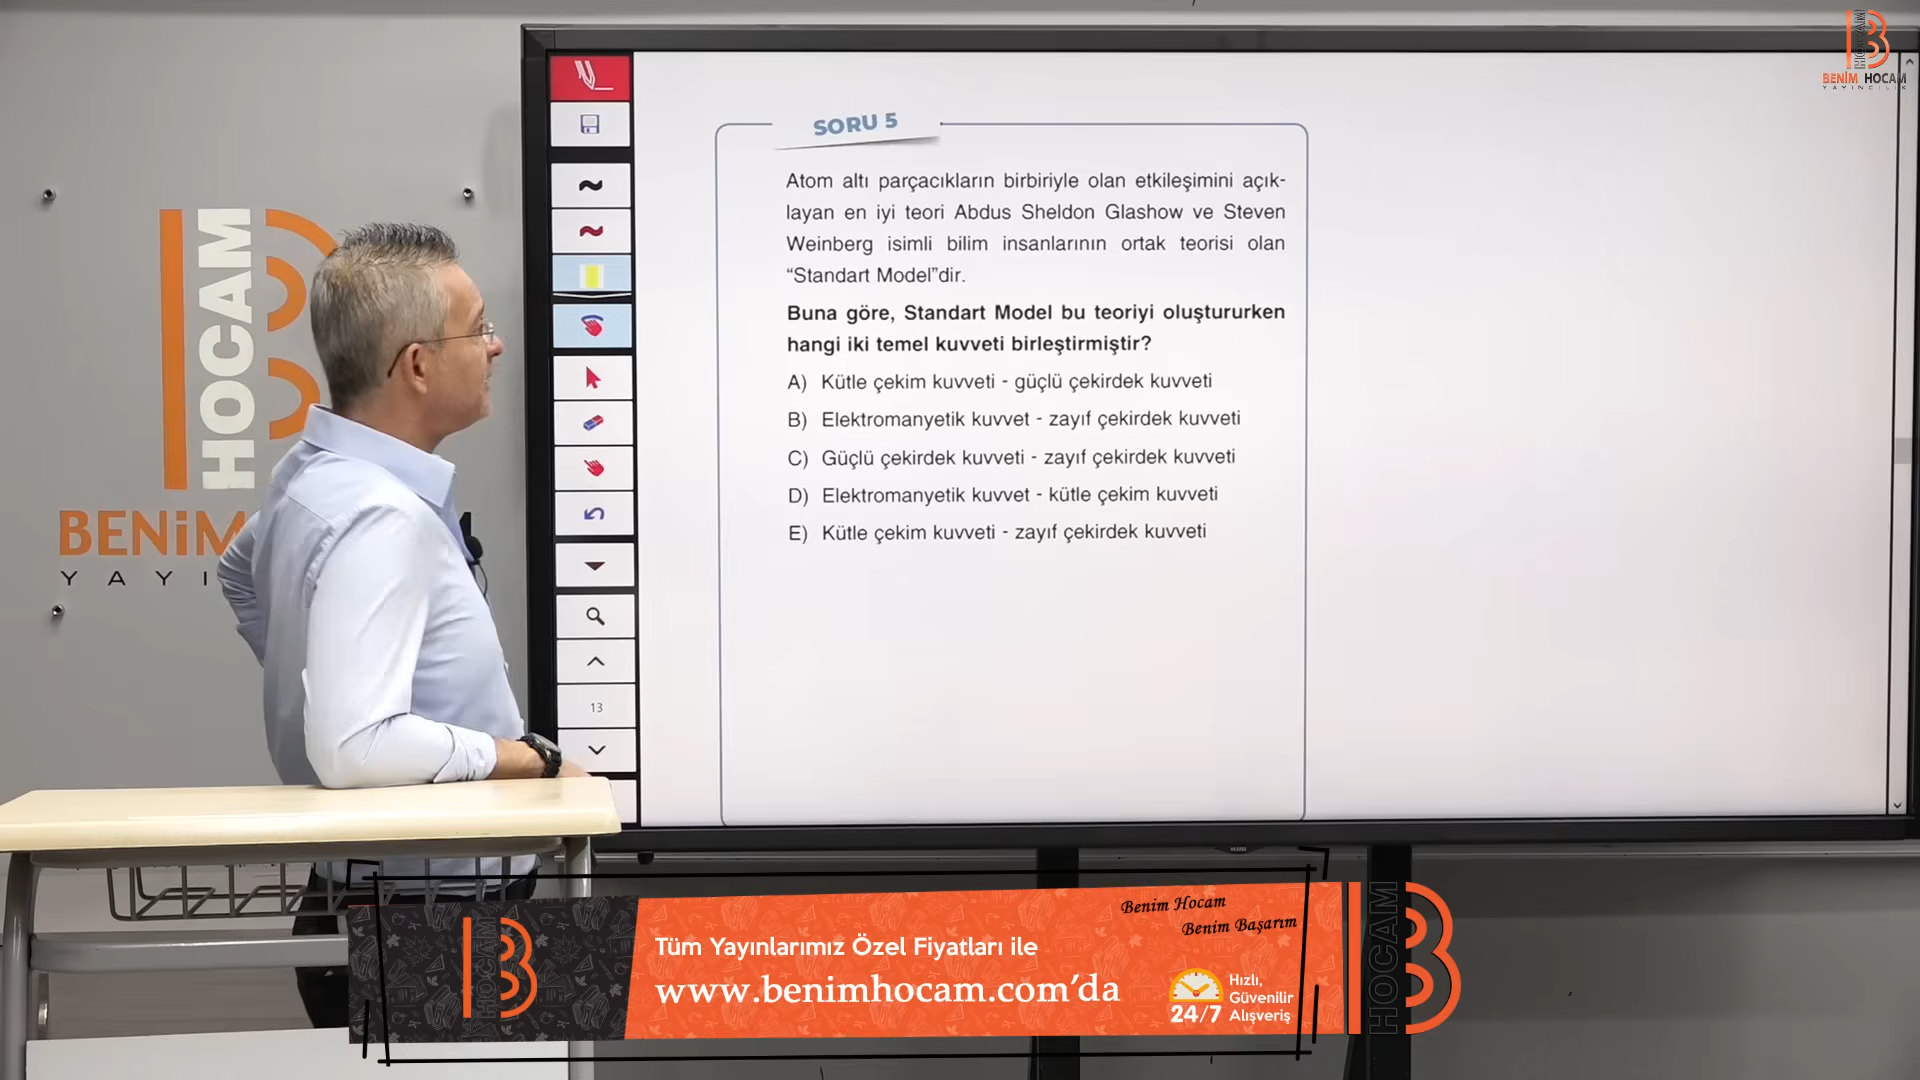 BENİM HOCAM
YAYINCILIK
SORU 5
Atom altı parçacıkların birbiriyle olan etkileşimini açık-
layan en iyi teori Abdus Sheldon Glashow ve Steven
Weinberg isimli bilim insanlarının ortak teorisi olan
“Standart Model”dir.
Buna göre, Standart Model bu teoriyi oluştururken
hangi iki temel kuvveti birleştirmiştir?
A) Kütle çekim kuvveti - güçlü çekirdek kuvveti
B) Elektromanyetik kuvvet - zayıf çekirdek kuvveti
C) Güçlü çekirdek kuvveti - zayıf çekirdek kuvveti
D) Elektromanyetik kuvvet - kütle çekim kuvveti
E) Kütle çekim kuvveti - zayıf çekirdek kuvveti
13
HOCAM
BENİM
YAYI
Benim Hocam
Benim Başarım
Tüm Yayınlarımız Özel Fiyatları ile
www.benimhocam.com’da
Hızlı,
Güvenilir
24/7 Alışveriş
HOCAM
HOCAM